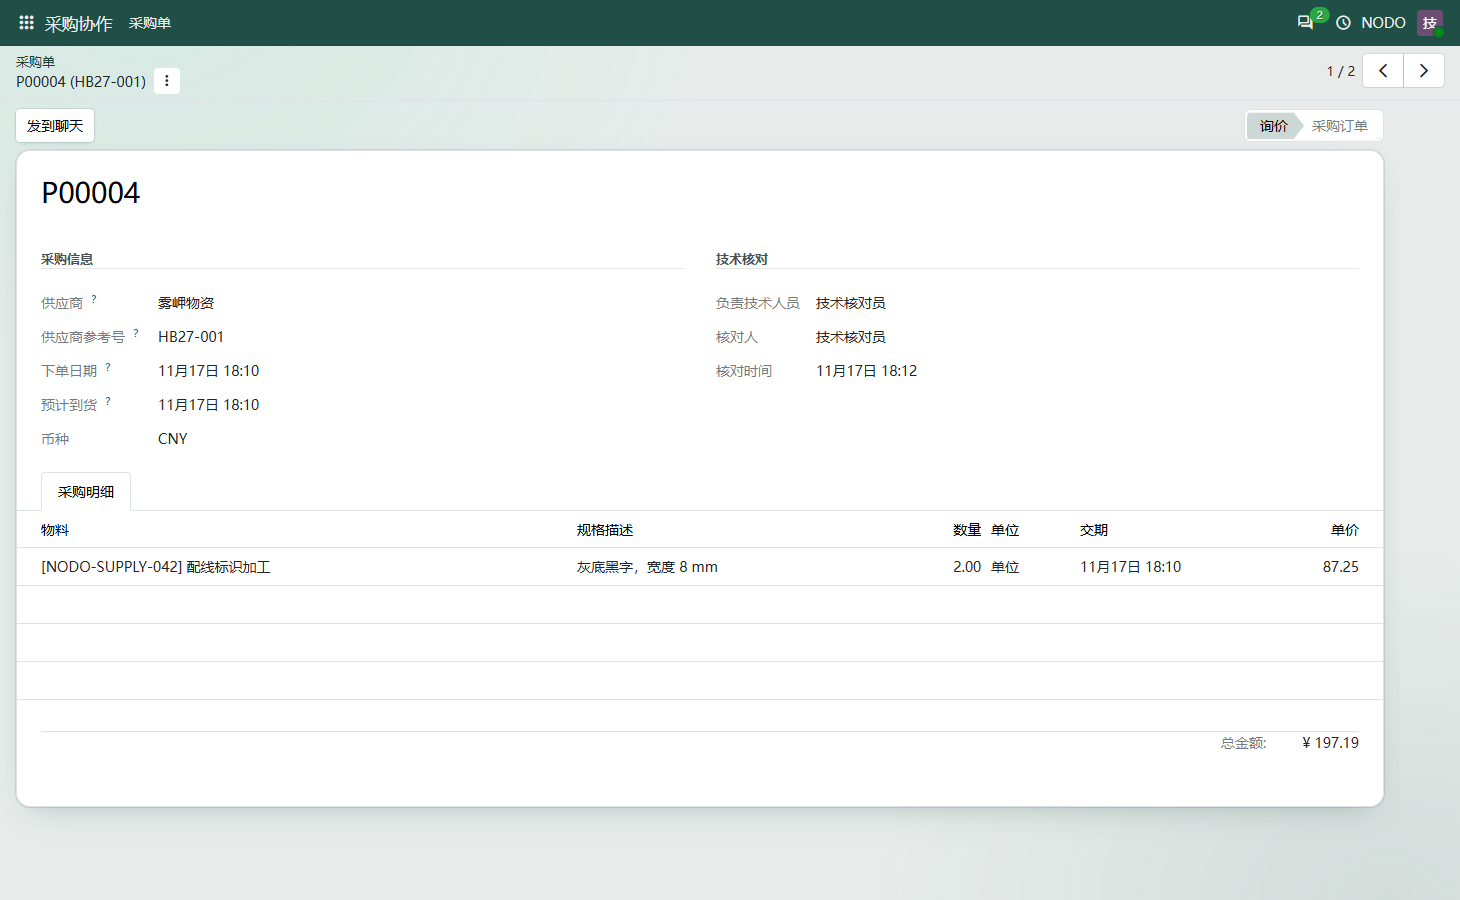 采购协作 采购单 2 NODO 技
采购单
P00004 (HB27-001) 1 / 2
发到聊天 询价 采购订单
P00004
采购信息 技术核对
供应商 ? 雾岬物资 负责技术人员 技术核对员
供应商参考号 ? HB27-001 核对人 技术核对员
下单日期 ? 11月17日 18:10 核对时间 11月17日 18:12
预计到货 ? 11月17日 18:10
币种 CNY
采购明细
物料 规格描述 数量 单位 交期 单价
[NODO-SUPPLY-042] 配线标识加工 灰底黑字，宽度 8 mm 2.00 单位 11月17日 18:10 87.25
总金额: ¥ 197.19